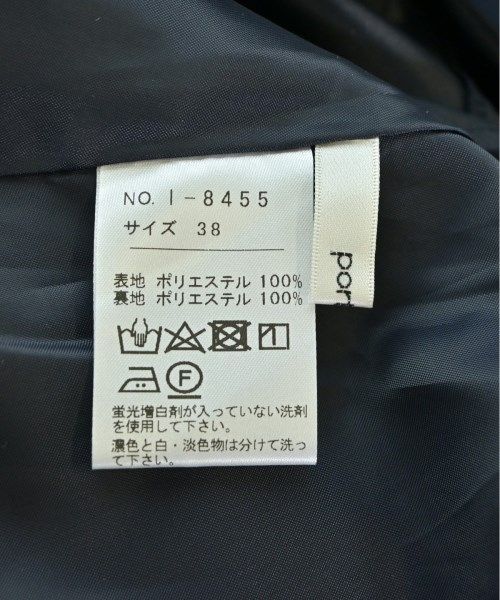 NO. I-8455
サイズ 38
表地 ポリエステル 100%
裏地 ポリエステル 100%
F
蛍光増白剤が入っていない洗剤
を使用して下さい。
濃色と白・淡色物は分けて洗っ
て下さい。
por